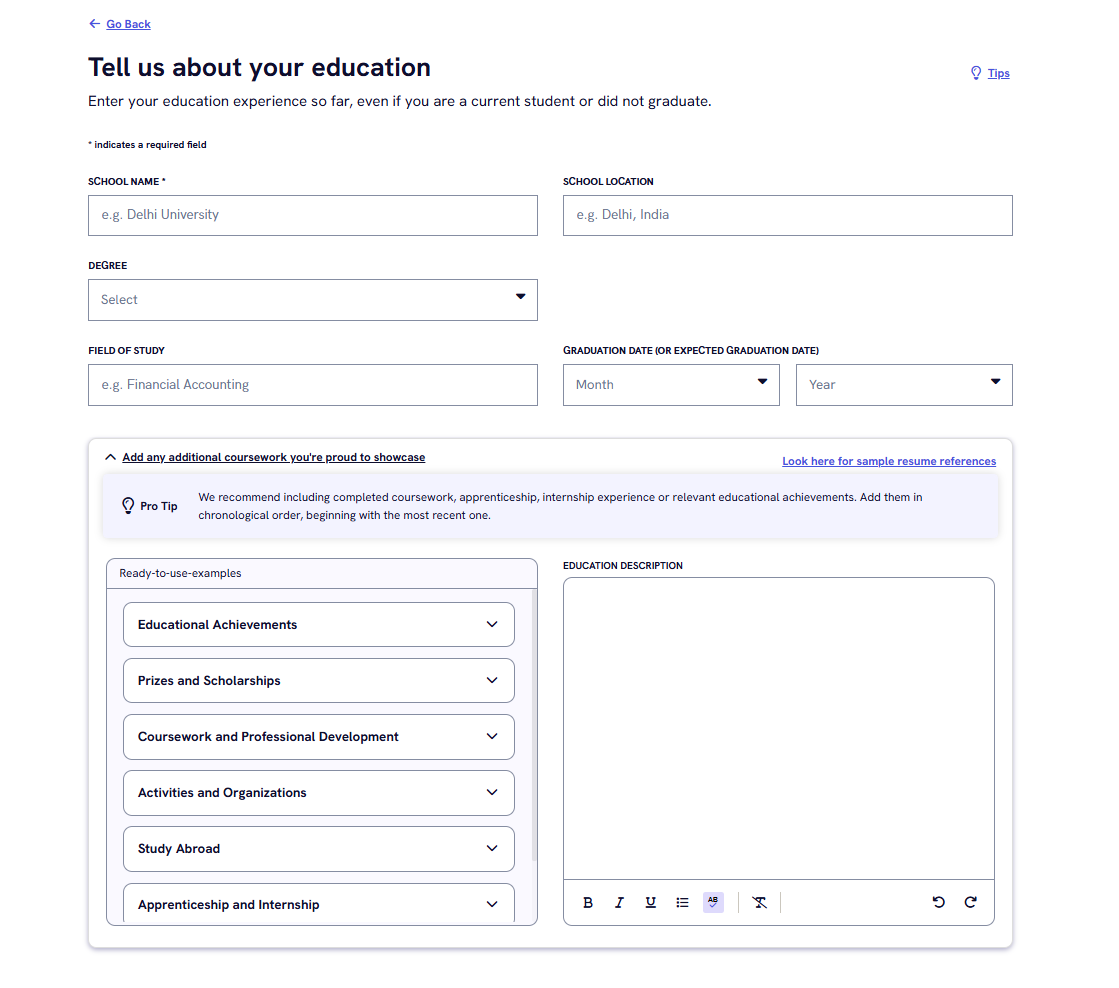 Go Back
Tell us about your education
Tips
Enter your education experience so far, even if you are a current student or did not graduate.
* indicates a required field
SCHOOL NAME *
SCHOOL LOCATION
e.g. Delhi University
e.g. Delhi, India
DEGREE
Select
FIELD OF STUDY
GRADUATION DATE (OR EXPECTED GRADUATION DATE)
e.g. Financial Accounting
Month
Year
Add any additional coursework you're proud to showcase
Look here for sample resume references
Pro Tip
We recommend including completed coursework, apprenticeship, internship experience or relevant educational achievements. Add them in
chronological order, beginning with the most recent one.
Ready-to-use-examples
EDUCATION DESCRIPTION
Educational Achievements
Prizes and Scholarships
Coursework and Professional Development
Activities and Organizations
Study Abroad
Apprenticeship and Internship
B I U AB T